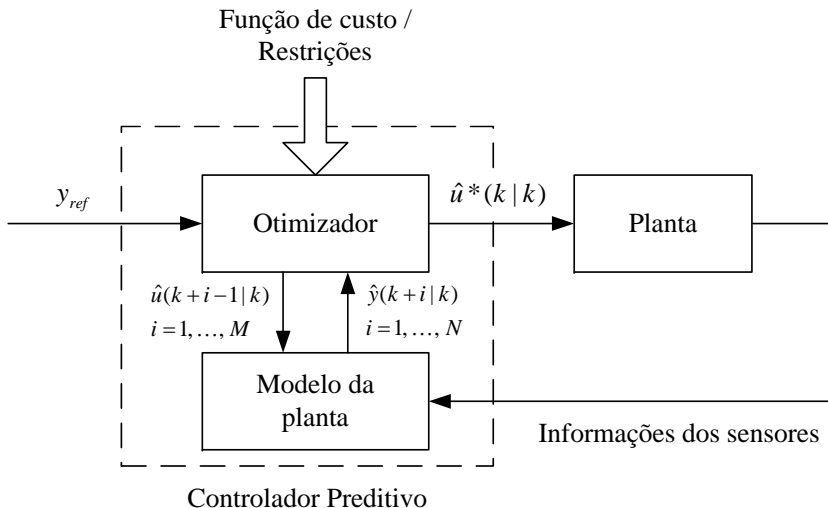 Função de custo /
Restrições
y_ref
Otimizador
û*(k | k)
Planta
û(k+i−1| k)
i=1,…, M
ŷ(k+i | k)
i=1,…, N
Modelo da
planta
Informações dos sensores
Controlador Preditivo